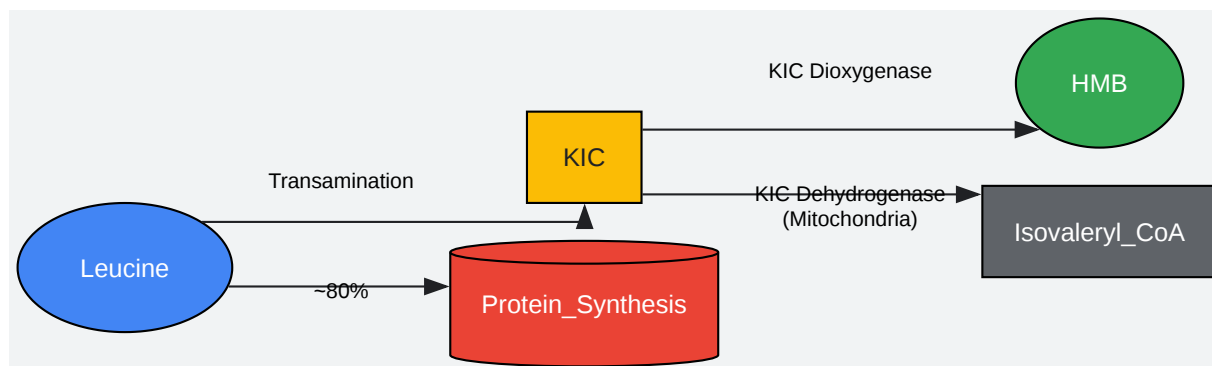 KIC Dioxygenase
HMB
KIC
Transamination
KIC Dehydrogenase
(Mitochondria)
Isovaleryl_CoA
Leucine
~80%
Protein_Synthesis